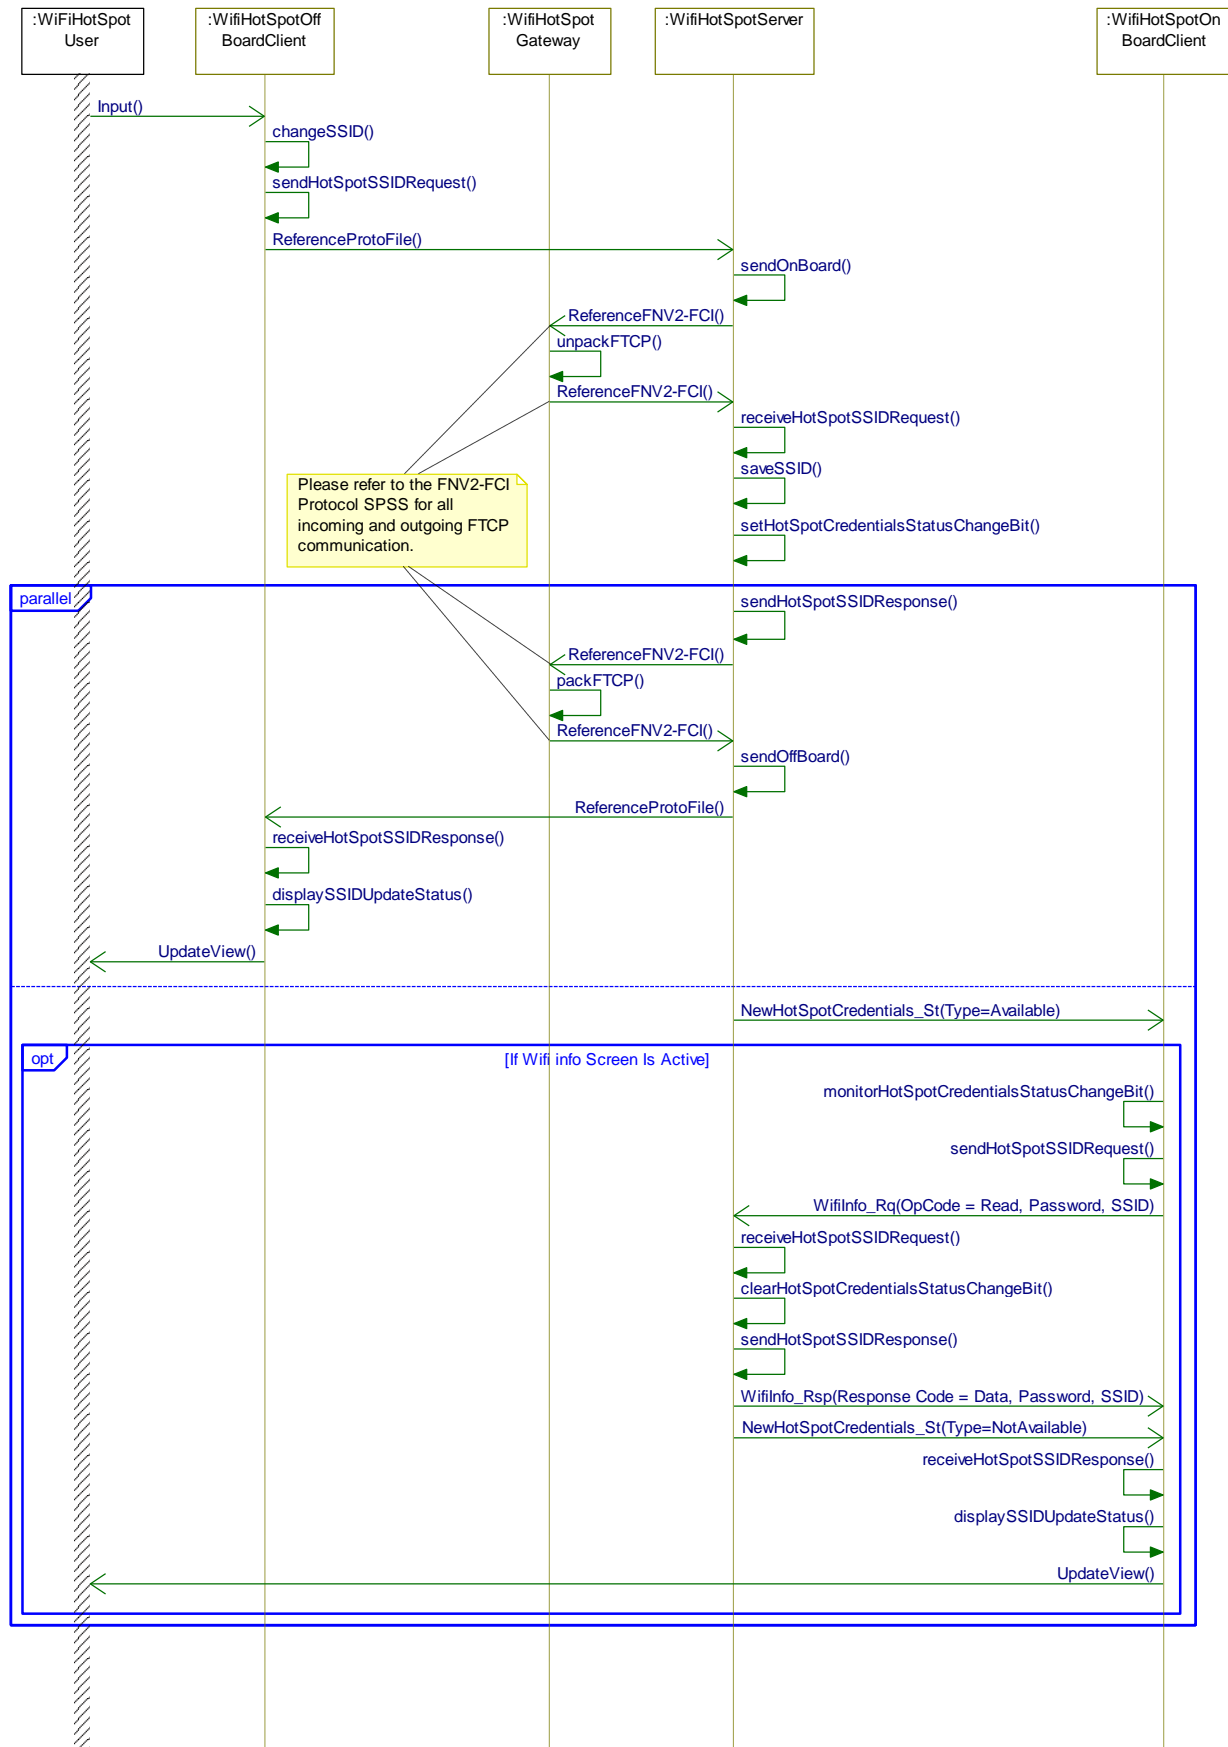 :WiFiHotSpot
User
:WifiHotSpotOff
BoardClient
:WifiHotSpot
Gateway
:WifiHotSpotServer
:WifiHotSpotOn
BoardClient
Input()
changeSSID()
sendHotSpotSSIDRequest()
ReferenceProtoFile()
sendOnBoard()
ReferenceFNV2-FCI()
unpackFTCP()
ReferenceFNV2-FCI()
receiveHotSpotSSIDRequest()
saveSSID()
Please refer to the FNV2-FCI
Protocol SPSS for all
incoming and outgoing FTCP
communication.
setHotSpotCredentialsStatusChangeBit()
parallel
sendHotSpotSSIDResponse()
ReferenceFNV2-FCI()
packFTCP()
ReferenceFNV2-FCI()
sendOffBoard()
ReferenceProtoFile()
receiveHotSpotSSIDResponse()
displaySSIDUpdateStatus()
UpdateView()
NewHotSpotCredentials_St(Type=Available)
opt
[If Wifi info Screen Is Active]
monitorHotSpotCredentialsStatusChangeBit()
sendHotSpotSSIDRequest()
WifiInfo_Rq(OpCode = Read, Password, SSID)
receiveHotSpotSSIDRequest()
clearHotSpotCredentialsStatusChangeBit()
sendHotSpotSSIDResponse()
WifiInfo_Rsp(Response Code = Data, Password, SSID)
NewHotSpotCredentials_St(Type=NotAvailable)
receiveHotSpotSSIDResponse()
displaySSIDUpdateStatus()
UpdateView()